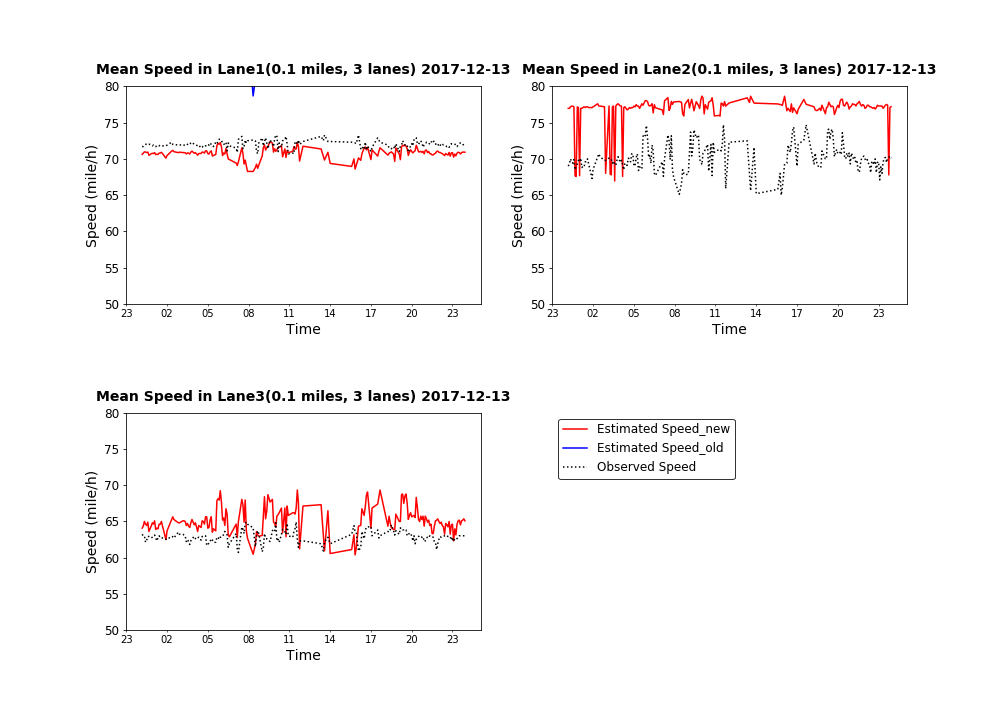 Mean Speed in Lane1(0.1 miles, 3 lanes) 2017-12-13
80
75
70
65
60
55
50
Speed (mile/h)
23 02 05 08 11 14 17 20 23
Time
Mean Speed in Lane2(0.1 miles, 3 lanes) 2017-12-13
80
75
70
65
60
55
50
Speed (mile/h)
23 02 05 08 11 14 17 20 23
Time
Mean Speed in Lane3(0.1 miles, 3 lanes) 2017-12-13
80
75
70
65
60
55
50
Speed (mile/h)
23 02 05 08 11 14 17 20 23
Time
Estimated Speed_new
Estimated Speed_old
Observed Speed